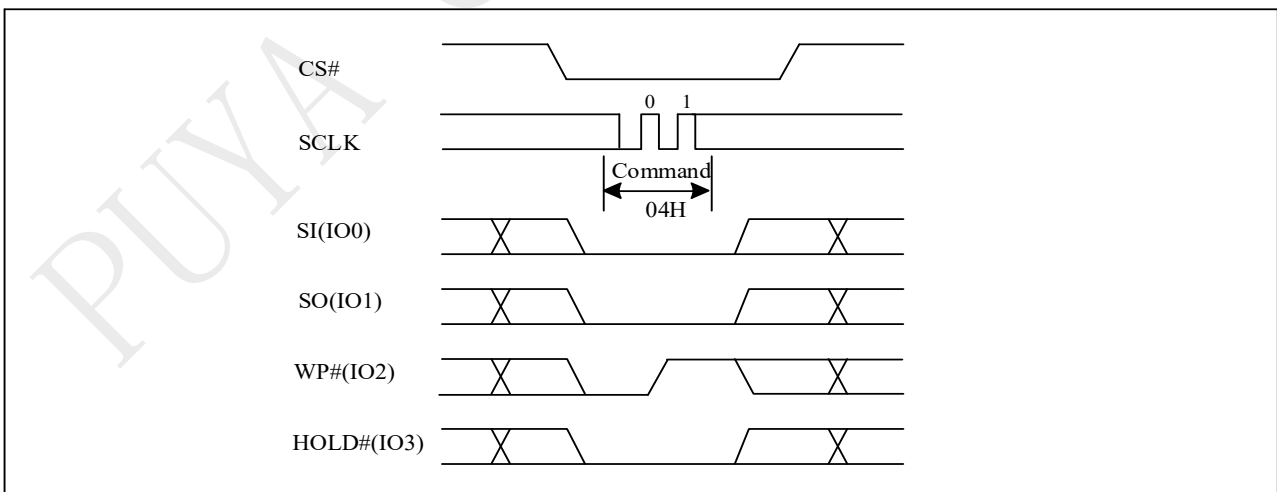 CS#
0 1
SCLK
Command
04H
SI(IO0)
SO(IO1)
WP#(IO2)
HOLD#(IO3)
PUYA